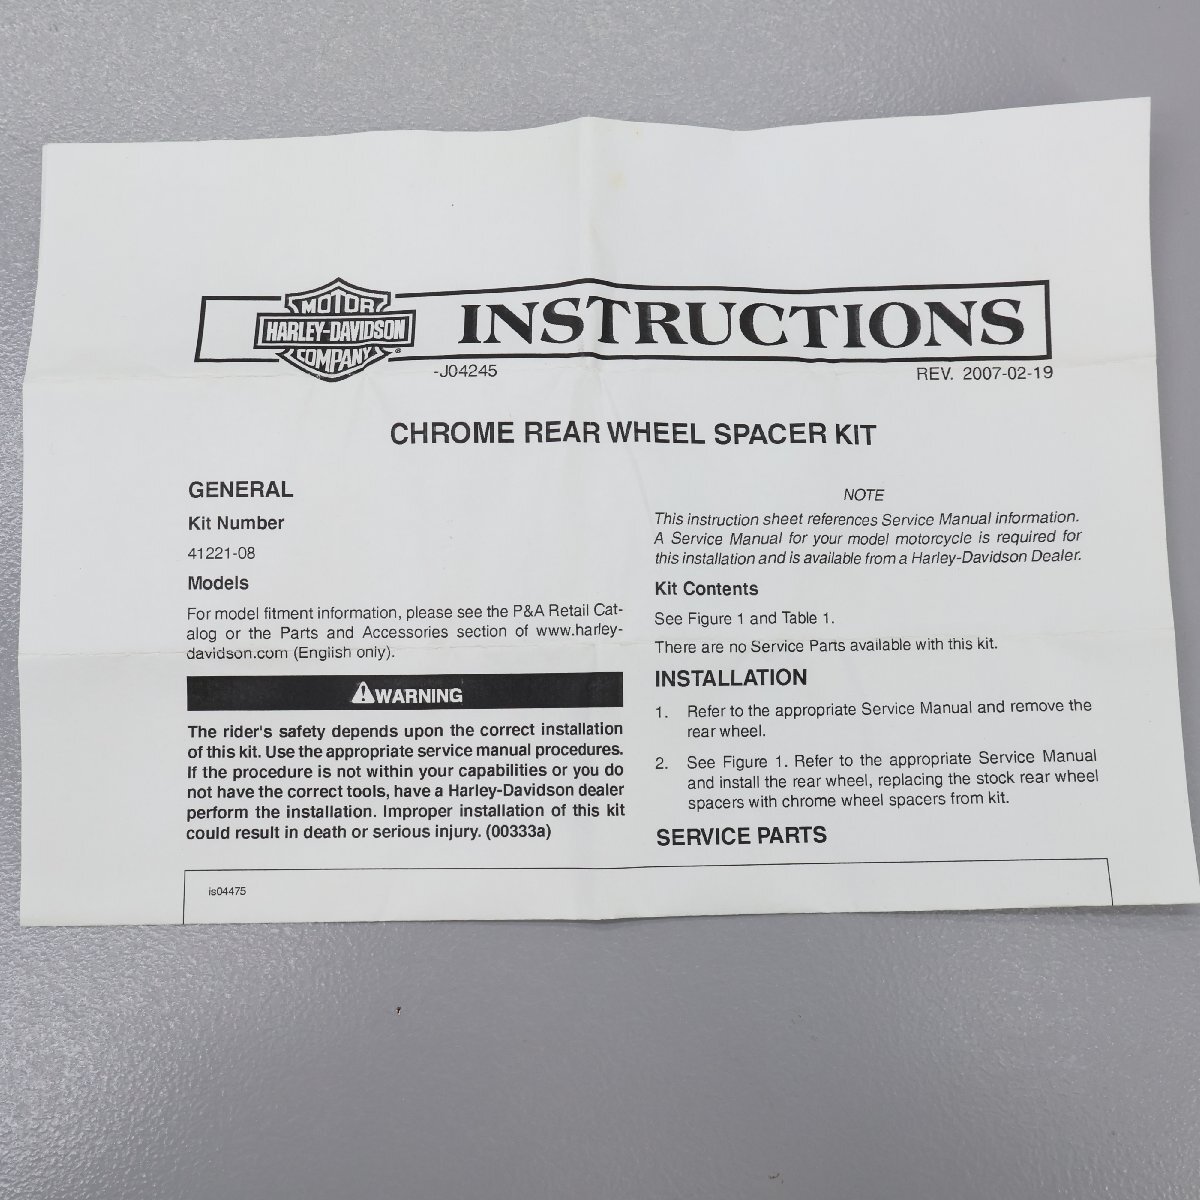 MOTOR
HARLEY-DAVIDSON
COMPANY
®
INSTRUCTIONS
-J04245
REV. 2007-02-19
CHROME REAR WHEEL SPACER KIT
GENERAL
Kit Number
41221-08
Models
For model fitment information, please see the P&A Retail Cat-
alog or the Parts and Accessories section of www.harley-
davidson.com (English only).
WARNING
The rider's safety depends upon the correct installation
of this kit. Use the appropriate service manual procedures.
If the procedure is not within your capabilities or you do
not have the correct tools, have a Harley-Davidson dealer
perform the installation. Improper installation of this kit
could result in death or serious injury. (00333a)
NOTE
This instruction sheet references Service Manual information.
A Service Manual for your model motorcycle is required for
this installation and is available from a Harley-Davidson Dealer.
Kit Contents
See Figure 1 and Table 1.
There are no Service Parts available with this kit.
INSTALLATION
1. Refer to the appropriate Service Manual and remove the
rear wheel.
2. See Figure 1. Refer to the appropriate Service Manual
and install the rear wheel, replacing the stock rear wheel
spacers with chrome wheel spacers from kit.
SERVICE PARTS
is04475